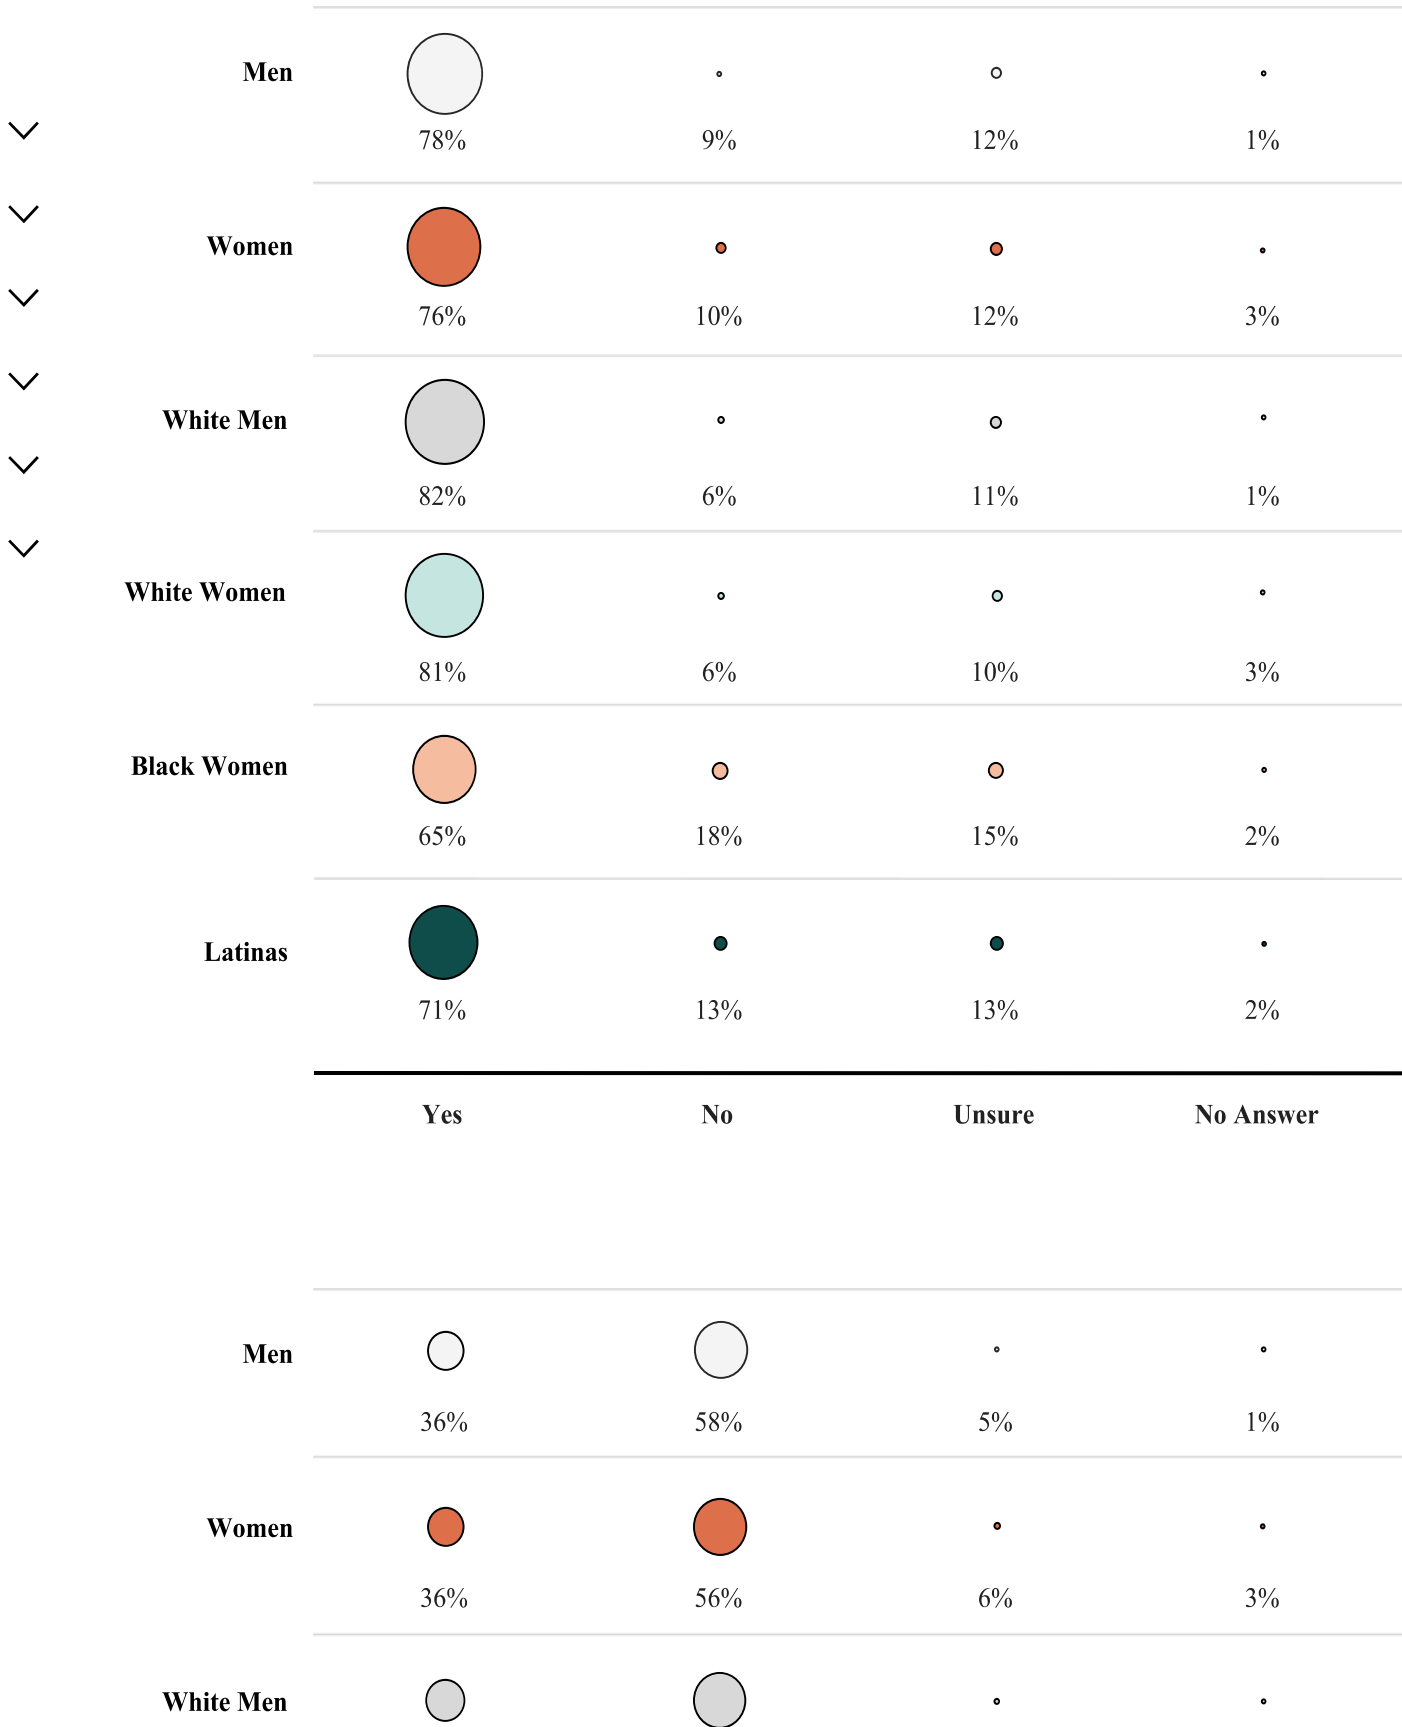 Men
78% 9% 12% 1%
Women
76% 10% 12% 3%
White Men
82% 6% 11% 1%
White Women
81% 6% 10% 3%
Black Women
65% 18% 15% 2%
Latinas
71% 13% 13% 2%
Yes No Unsure No Answer
Men
36% 58% 5% 1%
Women
36% 56% 6% 3%
White Men